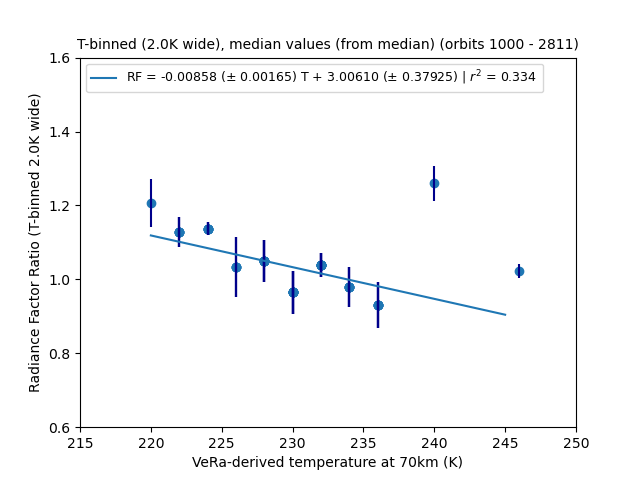 T-binned (2.0K wide), median values (from median) (orbits 1000 - 2811)
RF = -0.00858 (± 0.00165) T + 3.00610 (± 0.37925) | r² = 0.334
Radiance Factor Ratio (T-binned 2.0K wide)
1.6
1.4
1.2
1.0
0.8
0.6
215 220 225 230 235 240 245 250
VeRa-derived temperature at 70km (K)